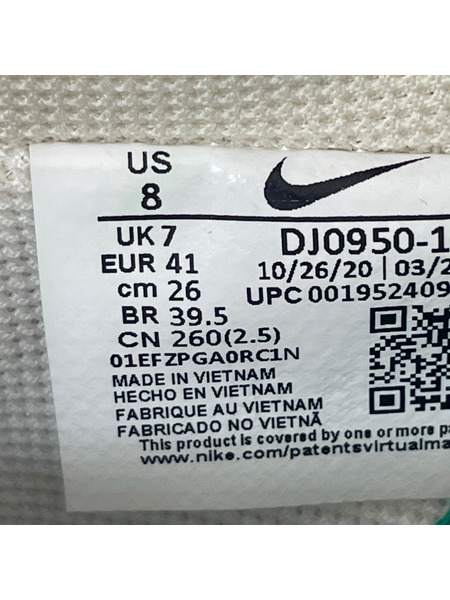 US
8
UK 7
EUR 41
cm 26
BR 39.5
CN 260(2.5)
DJ0950-1
10/26/20 | 03/2
UPC 001952409
01EFZPGA0RC1N
MADE IN VIETNAM
HECHO EN VIETNAM
FABRIQUE AU VIETNAM
FABRICADO NO VIETNÃ
This product is covered by one or more pa
www.nike.com/patentsvirtualma